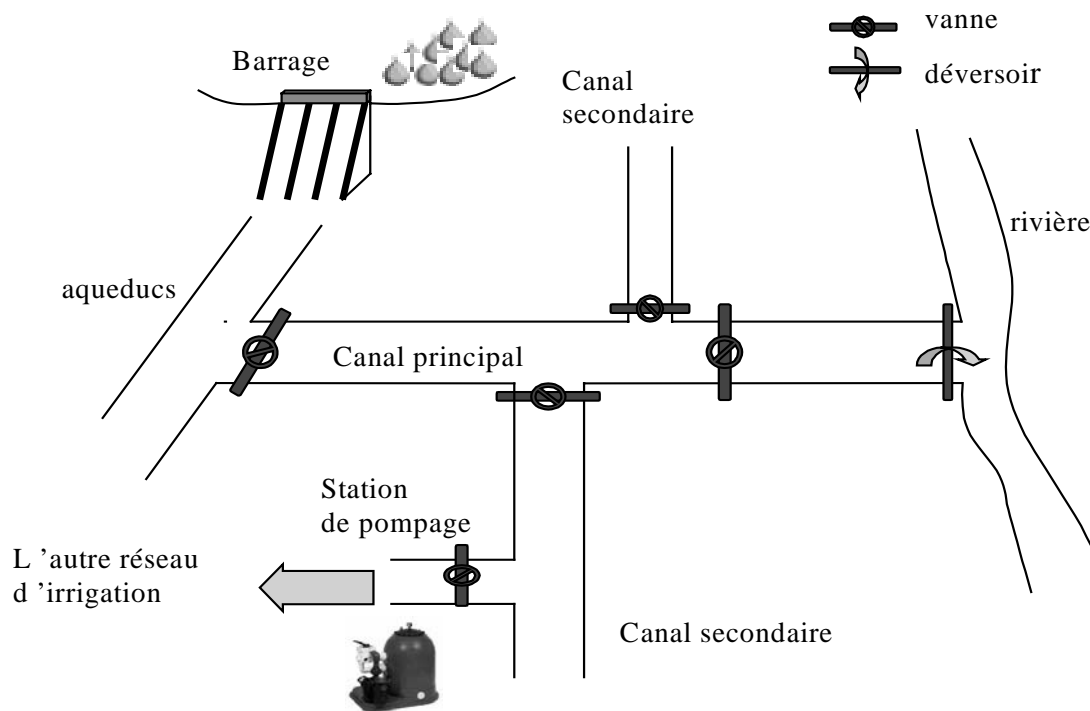 vanne
Barrage
déversoir
Canal
secondaire
rivière
aqueducs
Canal principal
Station
de pompage
L ’autre réseau
d ’irrigation
Canal secondaire